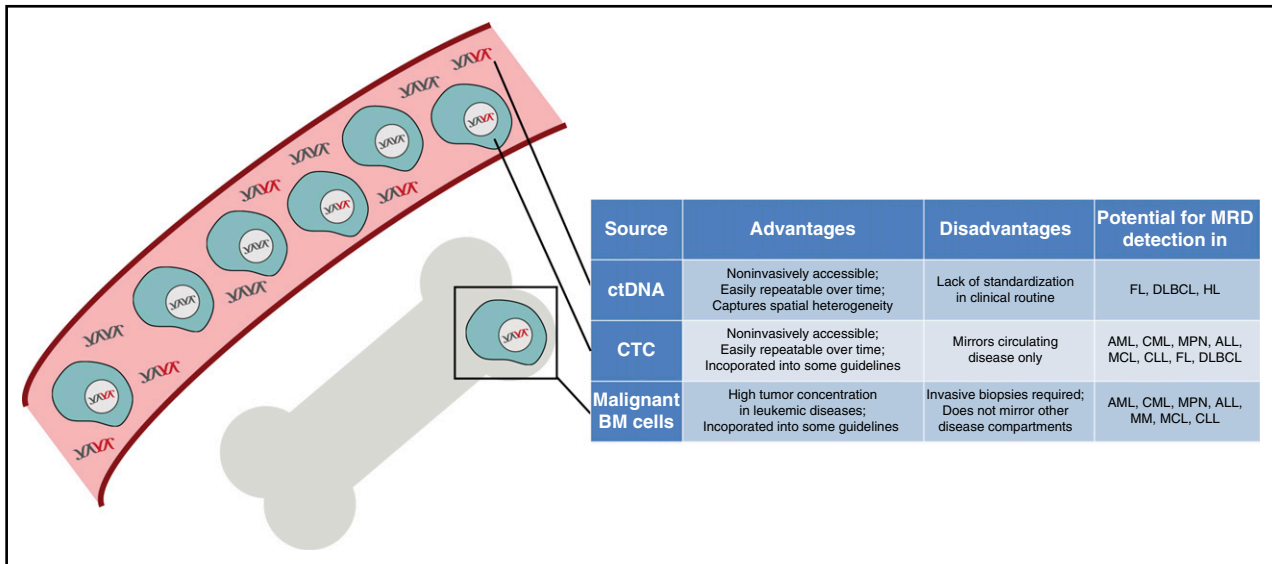 Source
Advantages
Disadvantages
Potential for MRD
detection in
ctDNA
Noninvasively accessible;
Easily repeatable over time;
Captures spatial heterogeneity
Lack of standardization
in clinical routine
FL, DLBCL, HL
CTC
Noninvasively accessible;
Easily repeatable over time;
Incorporated into some guidelines
Mirrors circulating
disease only
AML, CML, MPN, ALL,
MCL, CLL, FL, DLBCL
Malignant
BM cells
High tumor concentration
in leukemic diseases;
Incoporated into some guidelines
Invasive biopsies required;
Does not mirror other
disease compartments
AML, CML, MPN, ALL,
MM, MCL, CLL